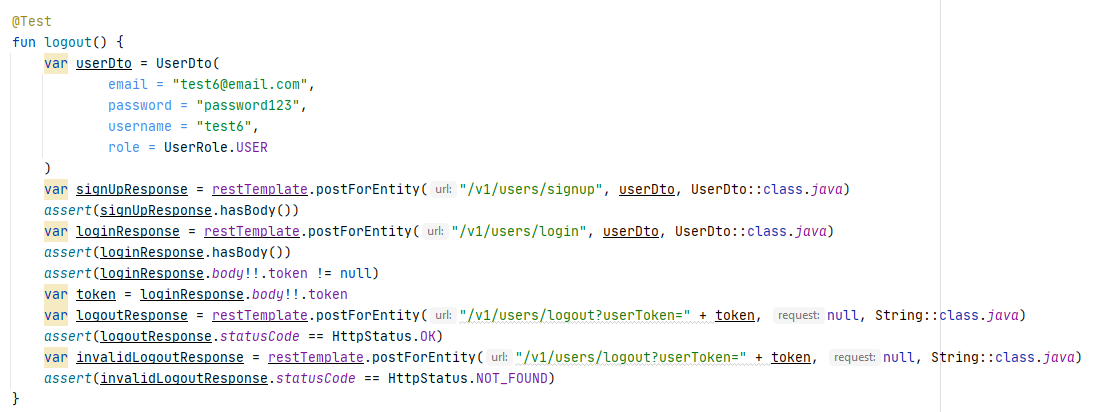 @Test
fun logout() {
    var userDto = UserDto(
            email = "test6@email.com",
            password = "password123",
            username = "test6",
            role = UserRole.USER
    )
    var signUpResponse = restTemplate.postForEntity( url: "/v1/users/signup", userDto, UserDto::class.java)
    assert(signUpResponse.hasBody())
    var loginResponse = restTemplate.postForEntity( url: "/v1/users/login", userDto, UserDto::class.java)
    assert(loginResponse.hasBody())
    assert(loginResponse.body!!.token != null)
    var token = loginResponse.body!!.token
    var logoutResponse = restTemplate.postForEntity( url: "/v1/users/logout?userToken=" + token, request: null, String::class.java)
    assert(logoutResponse.statusCode == HttpStatus.OK)
    var invalidLogoutResponse = restTemplate.postForEntity( url: "/v1/users/logout?userToken=" + token, request: null, String::class.java)
    assert(invalidLogoutResponse.statusCode == HttpStatus.NOT_FOUND)
}